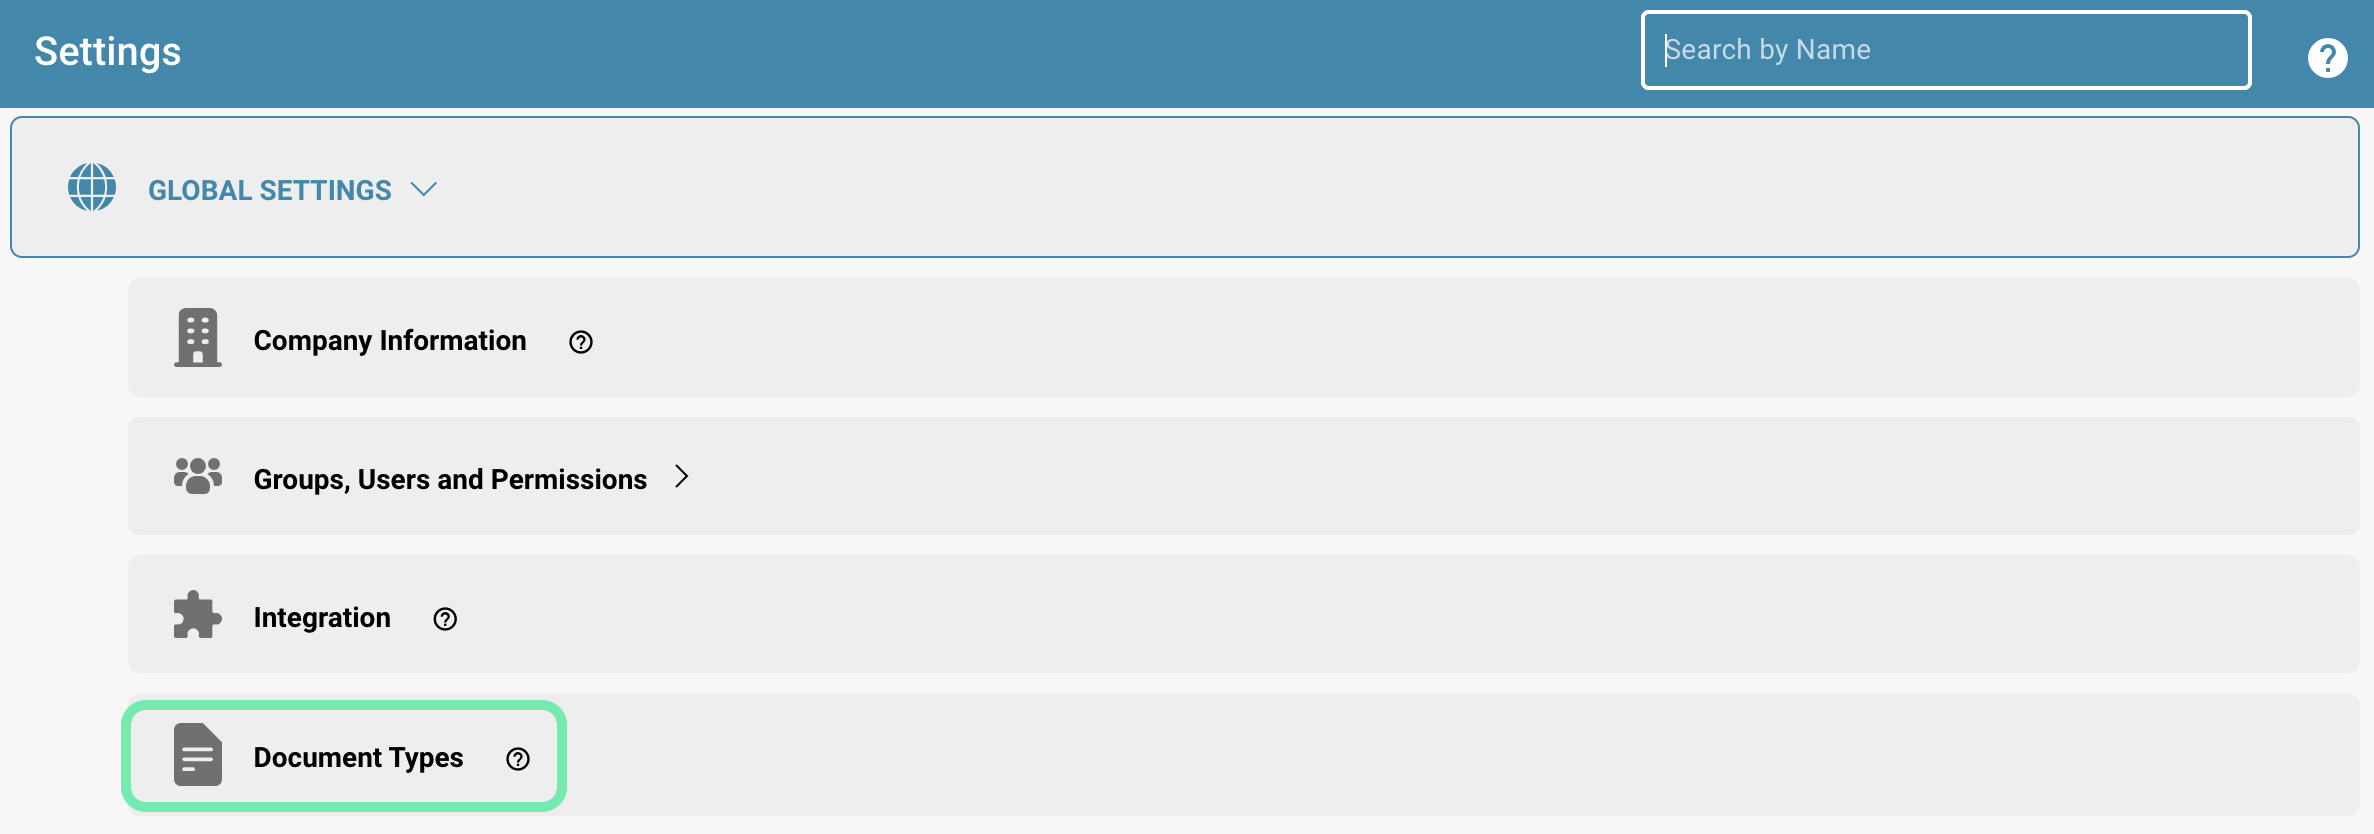 Settings
Search by Name
GLOBAL SETTINGS
Company Information
Groups, Users and Permissions
Integration
Document Types